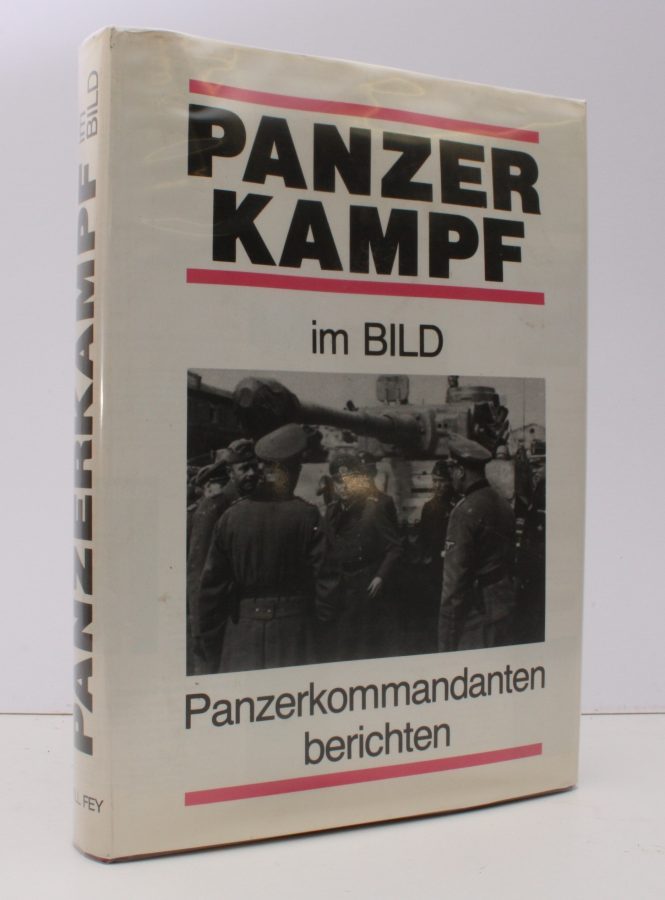 PANZER
KAMPF
im BILD
Panzerkommandanten
berichten
PANZERKAMPF im BILD
FEY